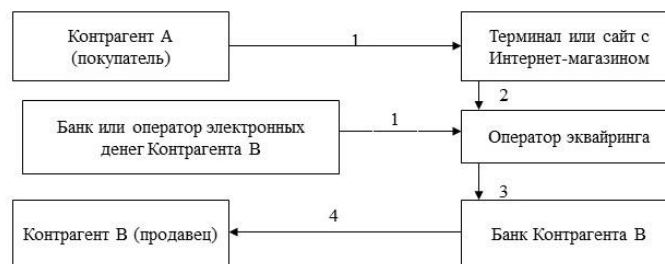 Контрагент А
(покупатель)
1
Терминал или сайт с
Интернет-магазином
2
Банк или оператор электронных
денег Контрагента В
1
Оператор эквайринга
3
Контрагент В (продавец)
4
Банк Контрагента В